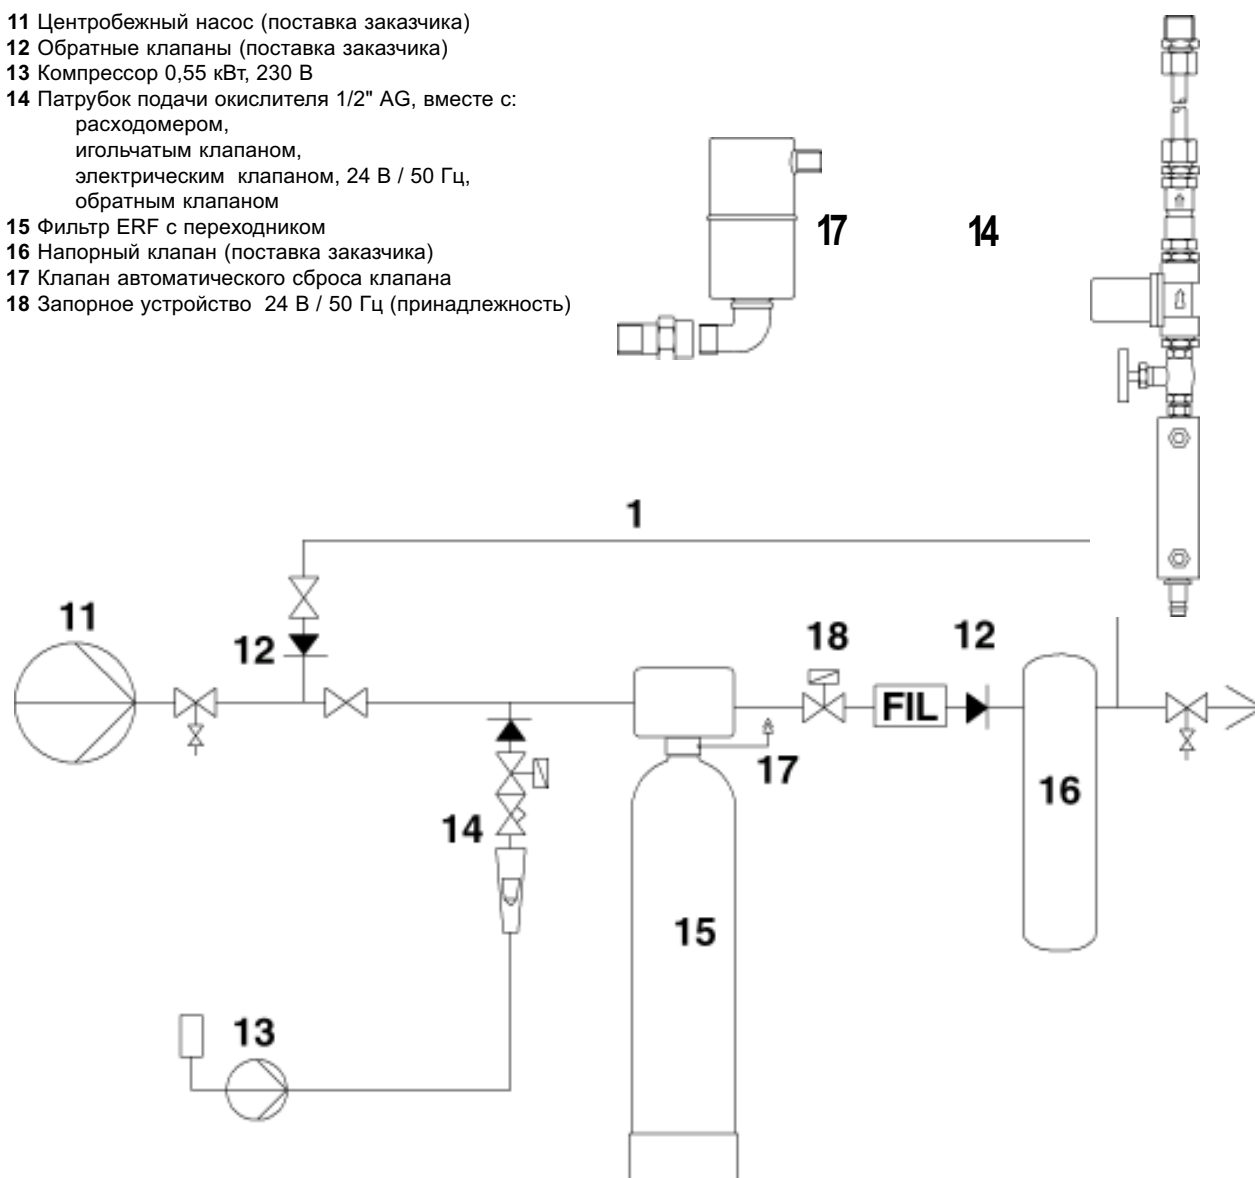 11 Центробежный насос (поставка заказчика)
12 Обратные клапаны (поставка заказчика)
13 Компрессор 0,55 кВт, 230 В
14 Патрубок подачи окислителя 1/2" AG, вместе с:
расходомером,
игольчатым клапаном,
электрическим клапаном, 24 В / 50 Гц,
обратным клапаном
15 Фильтр ERF с переходником
16 Напорный клапан (поставка заказчика)
17 Клапан автоматического сброса клапана
18 Запорное устройство 24 В / 50 Гц (принадлежность)
17
14
1
11
12
18
12
FIL
17
16
14
15
13